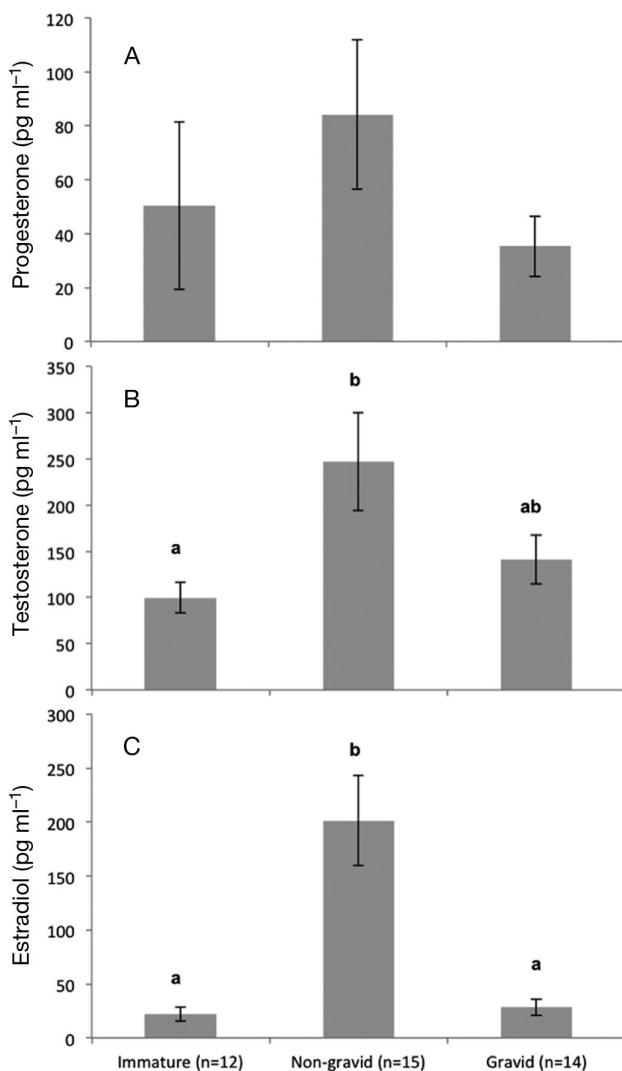 A
Progesterone (pg ml⁻¹)
120
100
80
60
40
20
0
B
Testosterone (pg ml⁻¹)
350
300
250
200
150
100
50
0
a
b
ab
C
Estradiol (pg ml⁻¹)
300
250
200
150
100
50
0
a
b
a
Immature (n=12) Non-gravid (n=15) Gravid (n=14)